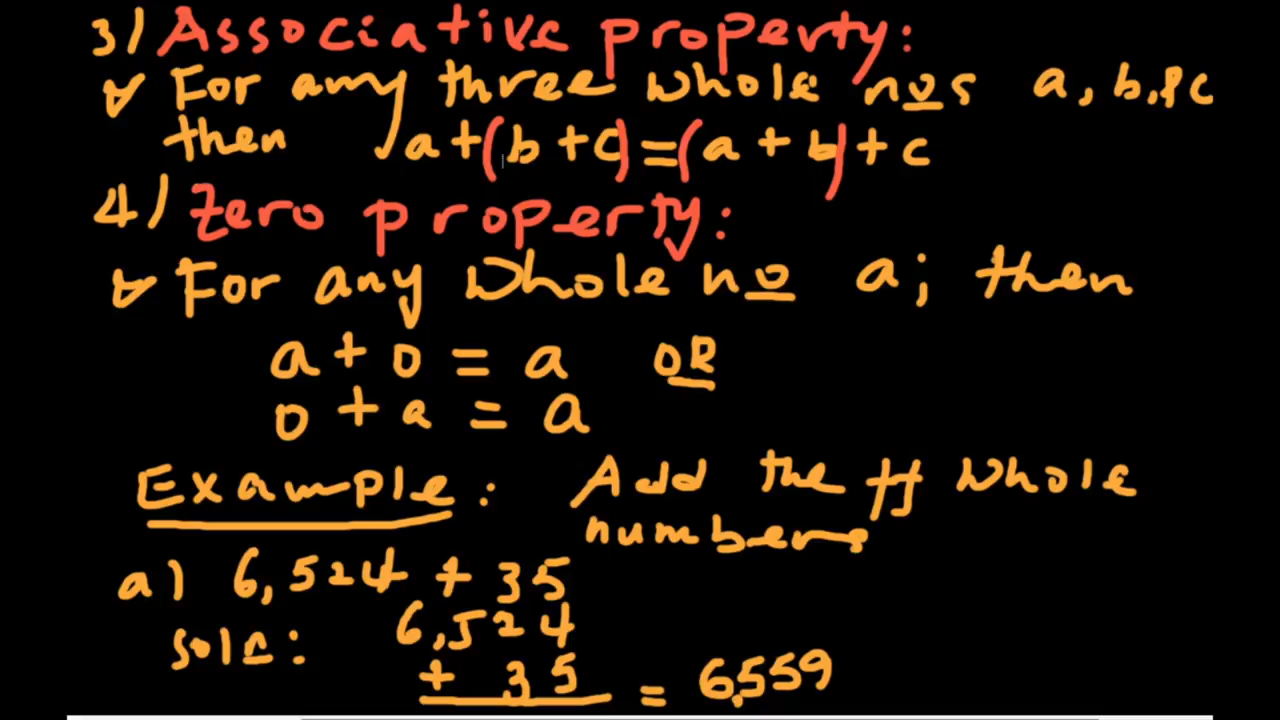 3) Associative property:
For any three whole nos a, b, & c
then a + (b + c) = (a + b) + c
4) Zero property:
For any whole no a; then
a + 0 = a OR
0 + a = a
Example: Add the ff whole
numbers
a) 6,524 + 35
soln: 6,524
+ 35 = 6,559